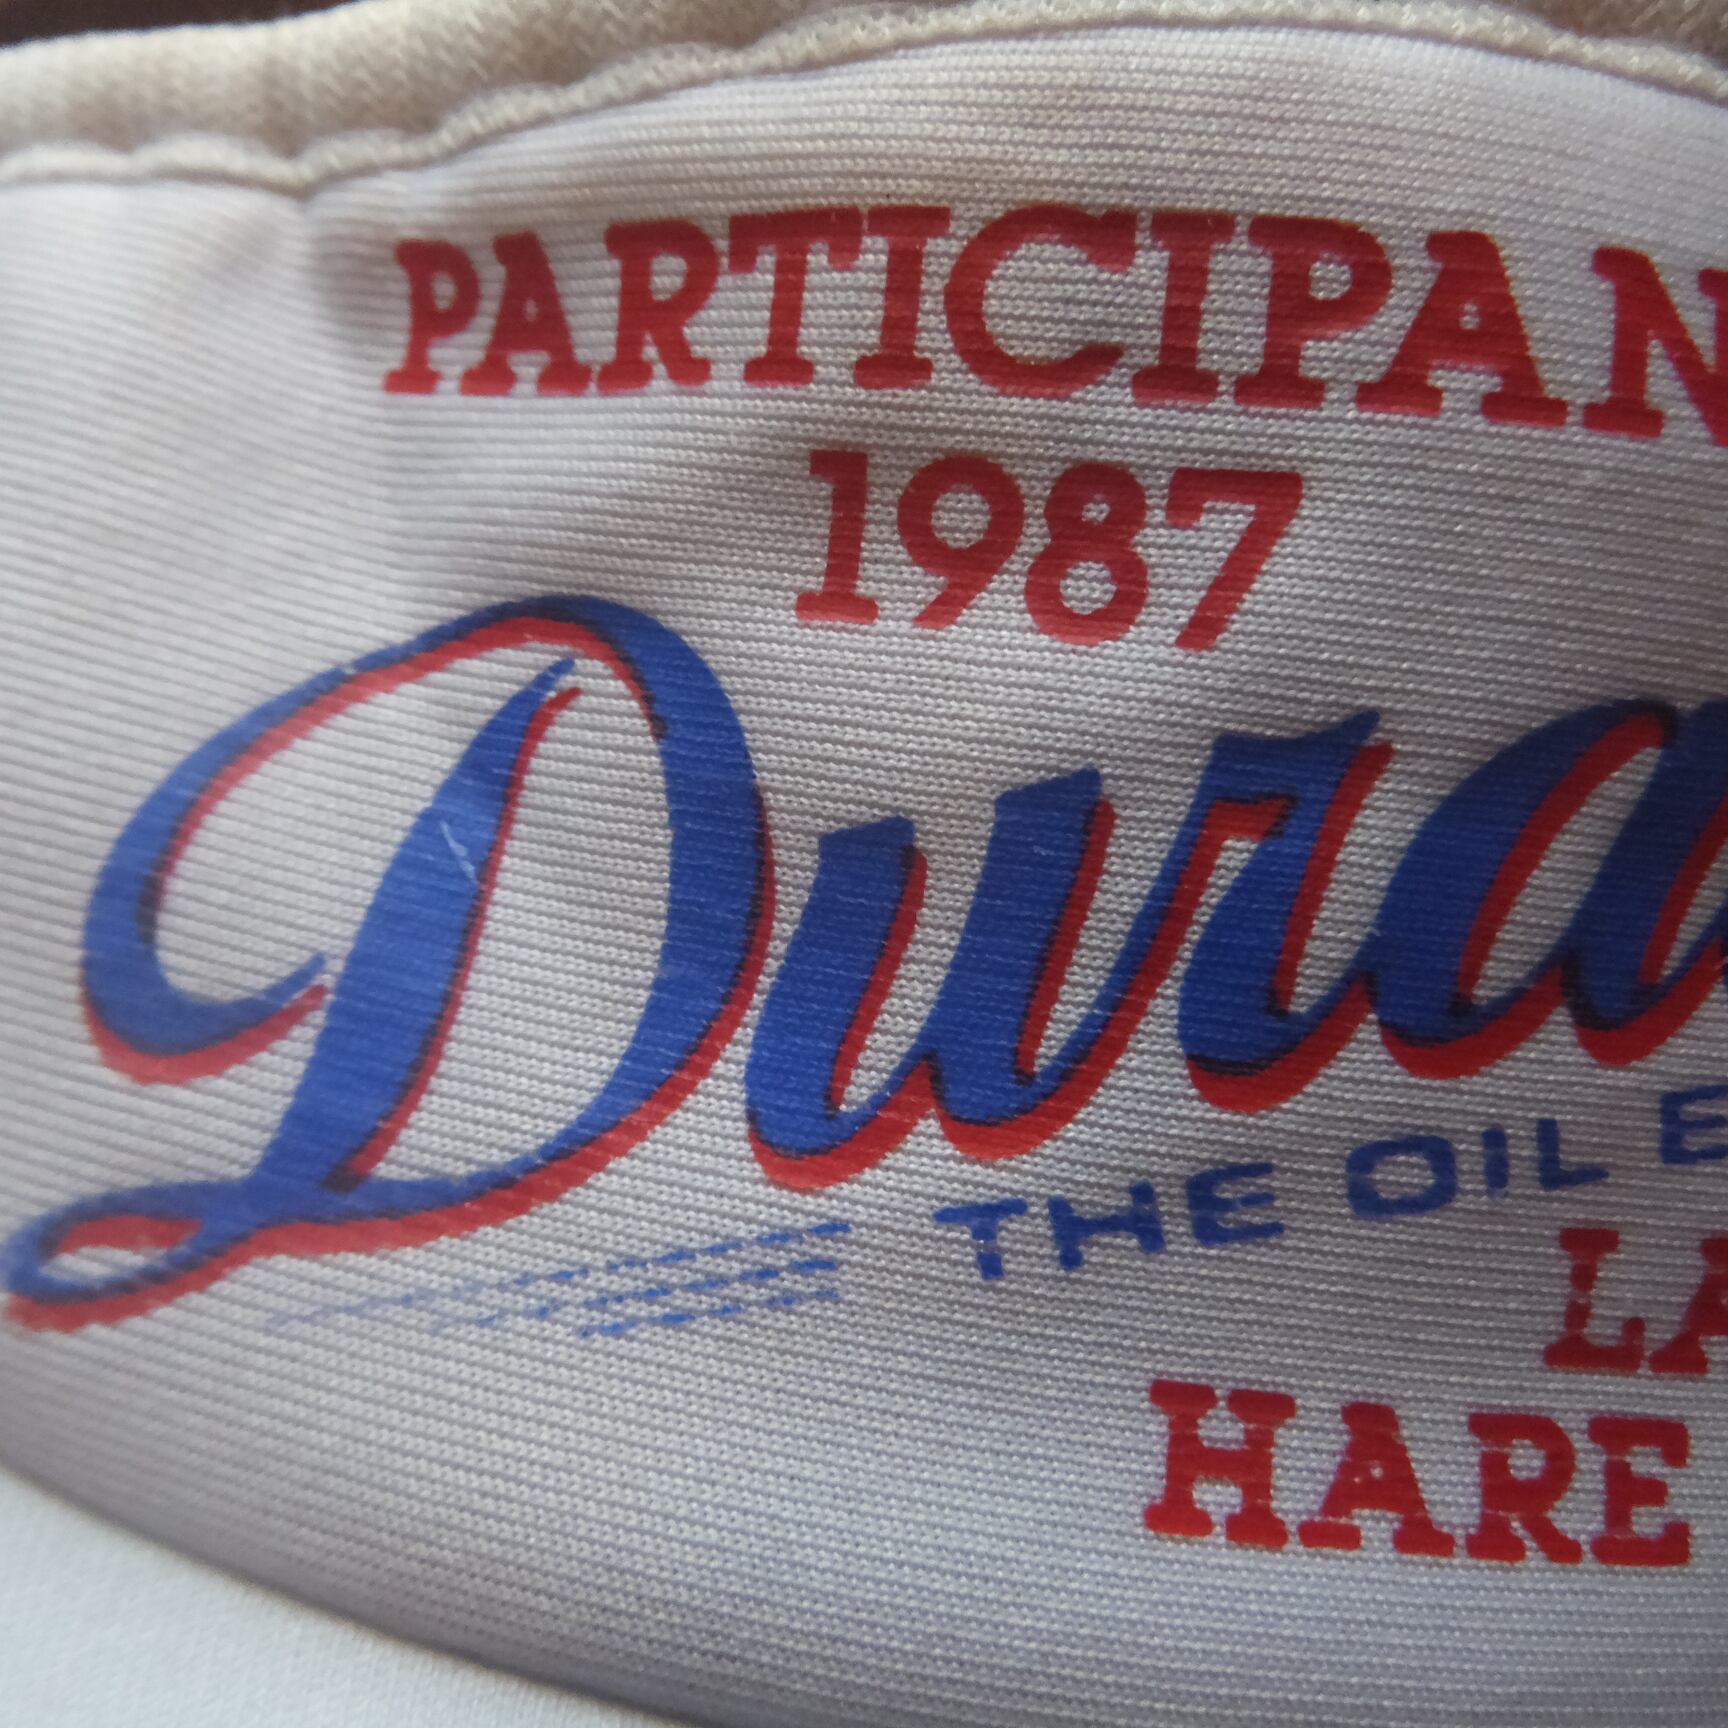 PARTICIPAN
1987
Dura
THE OIL E
LA
HARE